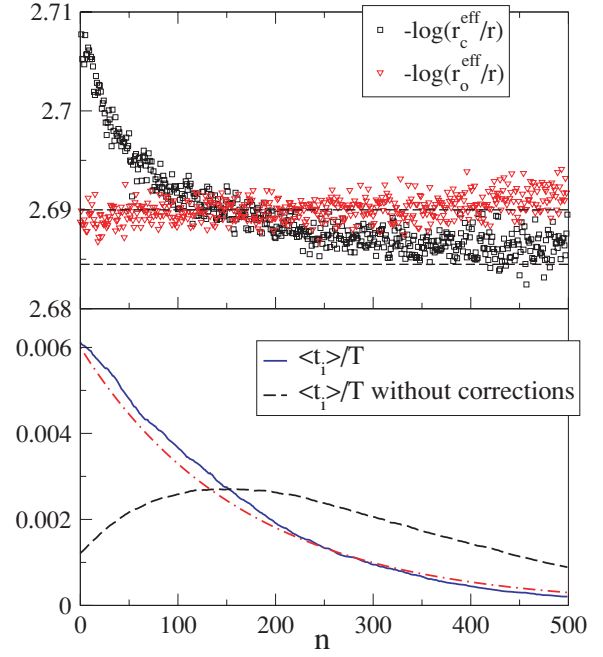 2.71
-log(r_c^eff/r)
-log(r_o^eff/r)
2.7
2.69
2.68
0.006
<t_i>/T
<t_i>/T without corrections
0.004
0.002
0
0 100 200 300 400 500
n